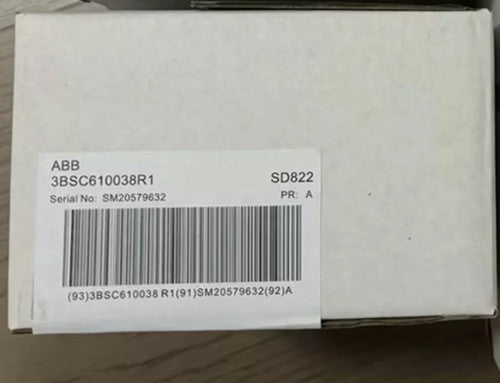 ABB
3BSC610038R1 SD822
Serial No: SM20579632 PR: A
(93)3BSC610038 R1(91)SM20579632(92)A